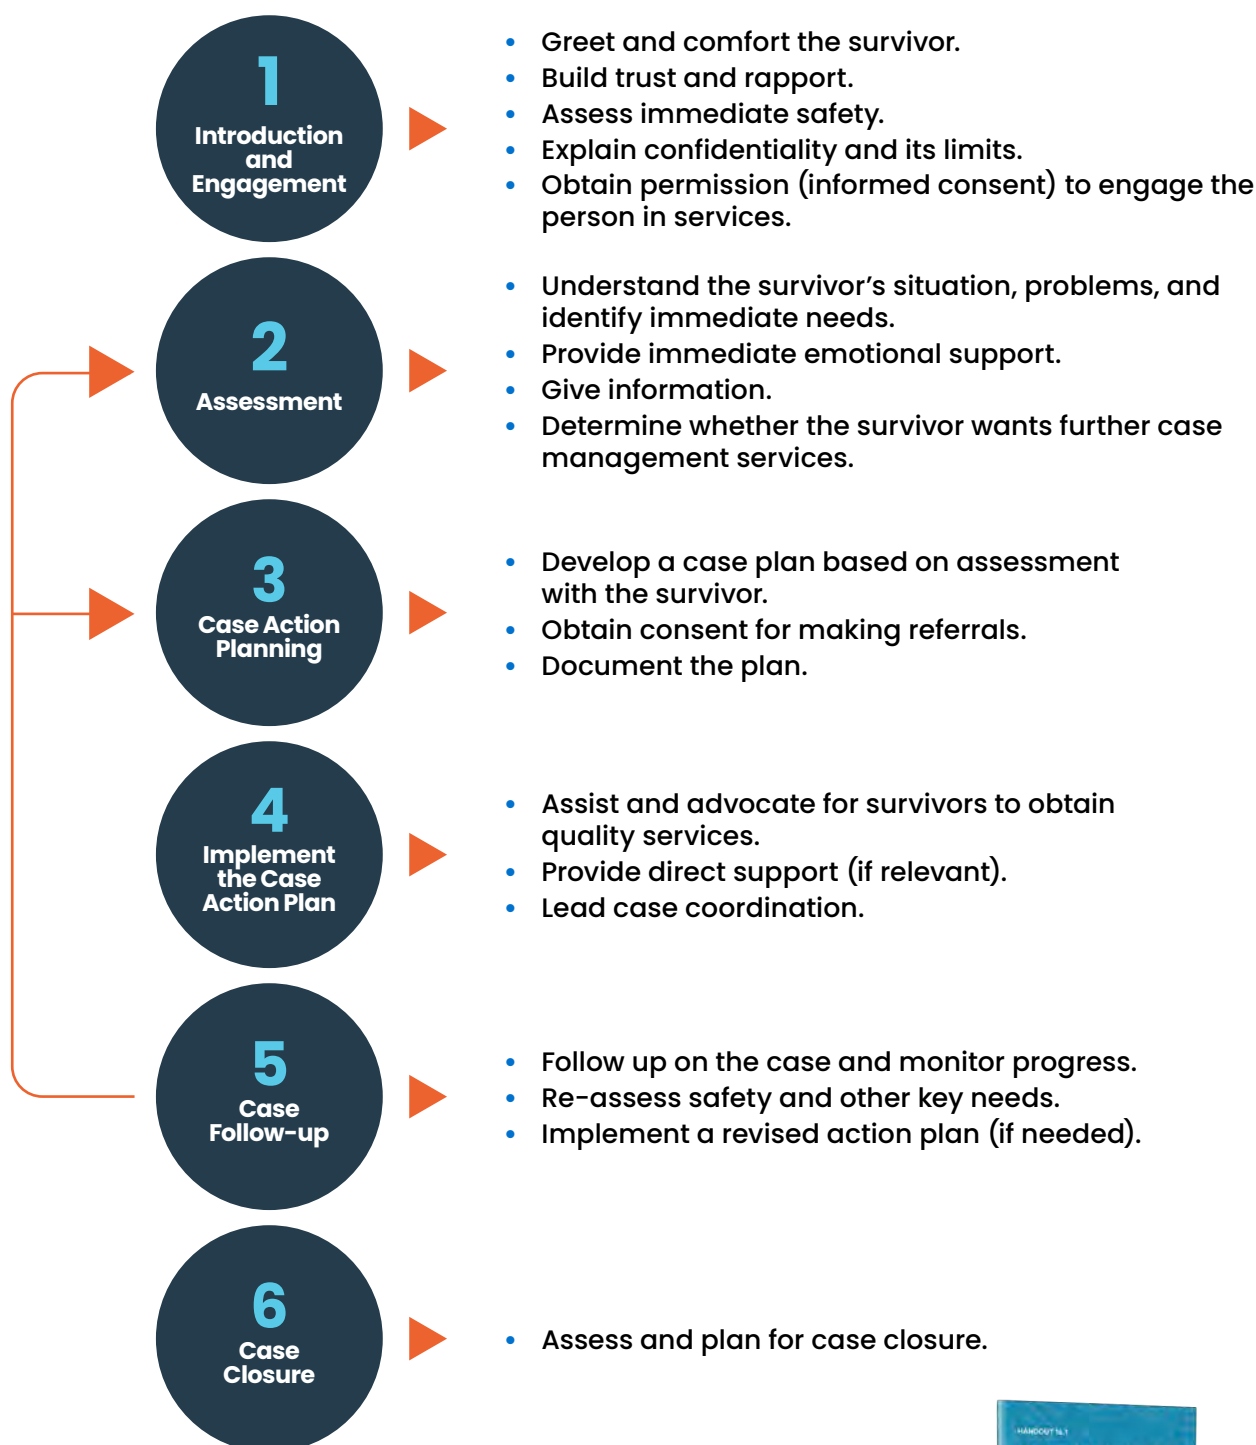 1
Introduction
and
Engagement
• Greet and comfort the survivor.
• Build trust and rapport.
• Assess immediate safety.
• Explain confidentiality and its limits.
• Obtain permission (informed consent) to engage the
person in services.
2
Assessment
• Understand the survivor’s situation, problems, and
identify immediate needs.
• Provide immediate emotional support.
• Give information.
• Determine whether the survivor wants further case
management services.
3
Case Action
Planning
• Develop a case plan based on assessment
with the survivor.
• Obtain consent for making referrals.
• Document the plan.
4
Implement
the Case
Action Plan
• Assist and advocate for survivors to obtain
quality services.
• Provide direct support (if relevant).
• Lead case coordination.
5
Case
Follow-up
• Follow up on the case and monitor progress.
• Re-assess safety and other key needs.
• Implement a revised action plan (if needed).
6
Case
Closure
• Assess and plan for case closure.
HANDOUT